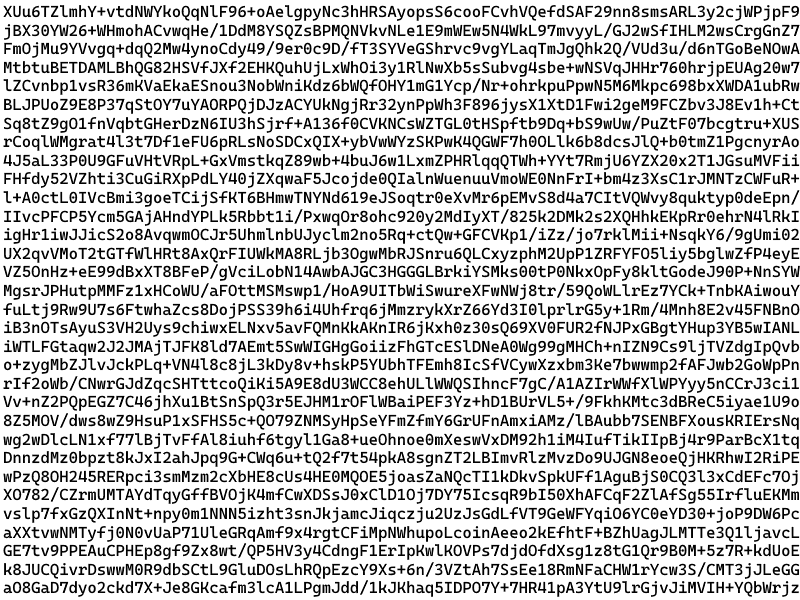 XUu6TZlmhY+vtdNWYkoQqNlF96+oAelgpyNc3hHRSAyopsS6cooFCvhVQefdSAF29nn8smsARL3y2cjWPjpF9
jBX30YW26+WHmohACvwqHe/1DdM8YSQZsBPMQNVkvNLe1E9mWEw5N4WkL97mvyyL/GJ2wSfIHLM2wsCrgGnZ7
FmOjMu9YVvgq+dqQ2Mw4ynoCdy49/9er0c9D/fT3SYVeGShrvc9vgYLaqTmJgQhk2Q/VUd3u/d6nTGoBeNOwA
MtbtuBETDAMLBhQG82HSVfJXf2EHKQuhUjLxWhOi3y1RlNwXb5sSubvg4sbe+wNSVqJHHr760hrjpEUAg20w7
lZCvnbp1vsR36mKVaEkaESnou3NobWniKdz6bWQfOHY1mG1Ycp/Nr+ohrkpuPpwN5M6Mkpc698bxXWDA1ubRw
BLJPUoZ9E8P37qStOY7uYAORPQjDJzACYUkNgjRr32ynPpWh3F896jysX1XtD1Fwi2geM9FCZbv3J8Ev1h+Ct
Sq8tZ9gO1fnVqbtGHerDzN6IU3hSjrf+A136f0CVKNCsWZTGL0tHSpftb9Dq+bS9wUw/PuZtF07bcgtru+XUS
rCoqlWMgrat4l3t7Df1eFU6pRLsNoSDCxQIX+ybVwWYzSKPwK4QGWF7h0OLlk6b8dcsJlQ+b0tmZ1PgcnyrAo
4J5aL33P0U9GFuVHtVRpL+GxVmstkqZ89wb+4buJ6w1LxmZPHRlqqQTWh+YYt7RmjU6YZX20x2T1JGsuMVFii
FHfdy52VZhti3CuGiRXpPdLY40jZXqwaF5Jcojde0QIalnWuenuuVmoWE0NnFrI+bm4z3XsC1rJMNTzCWFuR+
l+A0ctL0IVcBmi3goeTCijSfKT6BHmwTNYNd619eJSoqtr0eXvMr6pEMvS8d4a7CItVQWvy8quktyp0deEpn/
IIvcPFCP5Ycm5GAjAHndYPLk5Rbbt1i/PxwqOr8ohc920y2MdIyXT/825k2DMk2s2XQHhkEKpRr0ehrN4lRkI
igHr1iwJJicS2o8AvqwmOCJr5UhmlnbUJyclm2no5Rq+ctQw+GFCVKp1/iZz/jo7rklMii+NsqkY6/9gUmi02
UX2qvVMoT2tGTfWlHRt8AxQrFIUWkMA8RLjb3OgwMbRJSnru6QLCxyzphM2UpP1ZRFYFO5liy5bglwZfP4eyE
VZ5OnHz+eE99DBxXT8BFeP/gVciLobN14AwbAJGC3HGGGLBrkiYSMks00tP0NkxOpFy8kltGodeJ90P+NnSYW
MgsrJPHutpMMFz1xHCoWU/aFOttMSMswp1/HoA9UITbWiSwureXFwNWj8tr/59QoWLlrEz7YCk+TnbKAiwouY
fuLtj9Rw9U7s6FtwhaZcs8DojPSS39h6i4Uhfrq6jMmzrykXrZ66Yd3I0lprlrG5y+1Rm/4Mnh8E2v45FNBnO
iB3nOTsAyuS3VH2Uys9chiwxELNxv5avFQMnKkAKnIR6jKxh0z30sQ69XV0FUR2fNJPxGBgtYHup3YB5wIANL
iWTLFGtaqw2J2JMAjTJFK8ld7AEmt5SwWIGHgGoiizFhGTcESlDNeA0Wg99gMHCh+nIZN9Cs9ljTVZdgIpQvb
o+zygMbZJlvJckPLq+VN4l8c8jL3kDy8v+hskP5YUbhTFEmh8IcSfVCywXzxbm3Ke7bwwmp2fAFJwb2GoWpPn
rIf2oWb/CNwrGJdZqcSHTttcoQiKi5A9E8dU3WCC8ehULlWWQSIhncF7gC/A1AZIrWWfXlWPYyy5nCCrJ3ci1
Vv+nZ2PQpEGZ7C46jhXu1BtSnSpQ3r5EJHM1rOFlWBaiPEF3Yz+hD1BUrVL5+/9FkhKMtc3dBReC5iyae1U9o
8Z5MOV/dws8wZ9HsuP1xSFHS5c+QO79ZNMSyHpSeYFmZfmY6GrUFnAmxiAMz/lBAubb7SENBFXousKRIErsNq
wg2wDlcLN1xf77lBjTvFfAl8iuhf6tgyl1Ga8+ueOhnoe0mXeswVxDM92h1iM4IufTikIIpBj4r9ParBcX1tq
DnnzdMz0bpzt8kJxI2ahJpq9G+CWq6u+tQ2f7t54pkA8sgnZT2LBImvRlzMvzDo9UJGN8eoeQjHKRhwI2RiPE
wPzQ8OH245RERpci3smMzm2cXbHE8cUs4HE0MQOE5joasZaNQcTI1kDkvSpkUFf1AguBjS0CQ3l3xCdEFc7Oj
XO782/CZrmUMTAYdTqyGffBVOjK4mfCwXDSsJ0xClD1Oj7DY75IcsqR9bI50XhAFCqF2ZlAfSg55IrfluEKMm
vslp7fxGzQXInNt+npy0m1NNN5izht3snJkjamcJiqczju2UzJsGdLfVT9GeWFYqiO6YC0eYD30+joP9DW6Pc
aXXtvwNMTyfj0N0vUaP71UleGRqAmf9x4rgtCFiMpNWhupoLcoinAeeo2kEfhtF+BZhUagJLMTTe3Q1ljavcL
GE7tv9PPEAuCPHEp8gf9Zx8wt/QP5HV3y4CdngF1ErIpKwlKOVPs7djdOfdXsg1z8tG1Qr9B0M+5z7R+kdUoE
k8JUCQivrDswwM0R9dbSCtL9GluDOsLhRQpEzcY9Xs+6n/3VZtAh7SsEe18RmNFaCHW1rYcw3S/CMT3jJLeGG
aO8GaD7dyo2ckd7X+Je8GKcafm3lcA1LPgmJdd/1kJKhaq5IDPO7Y+7HR41pA3YtU9lrGjvJiMVIH+YQbWrjz